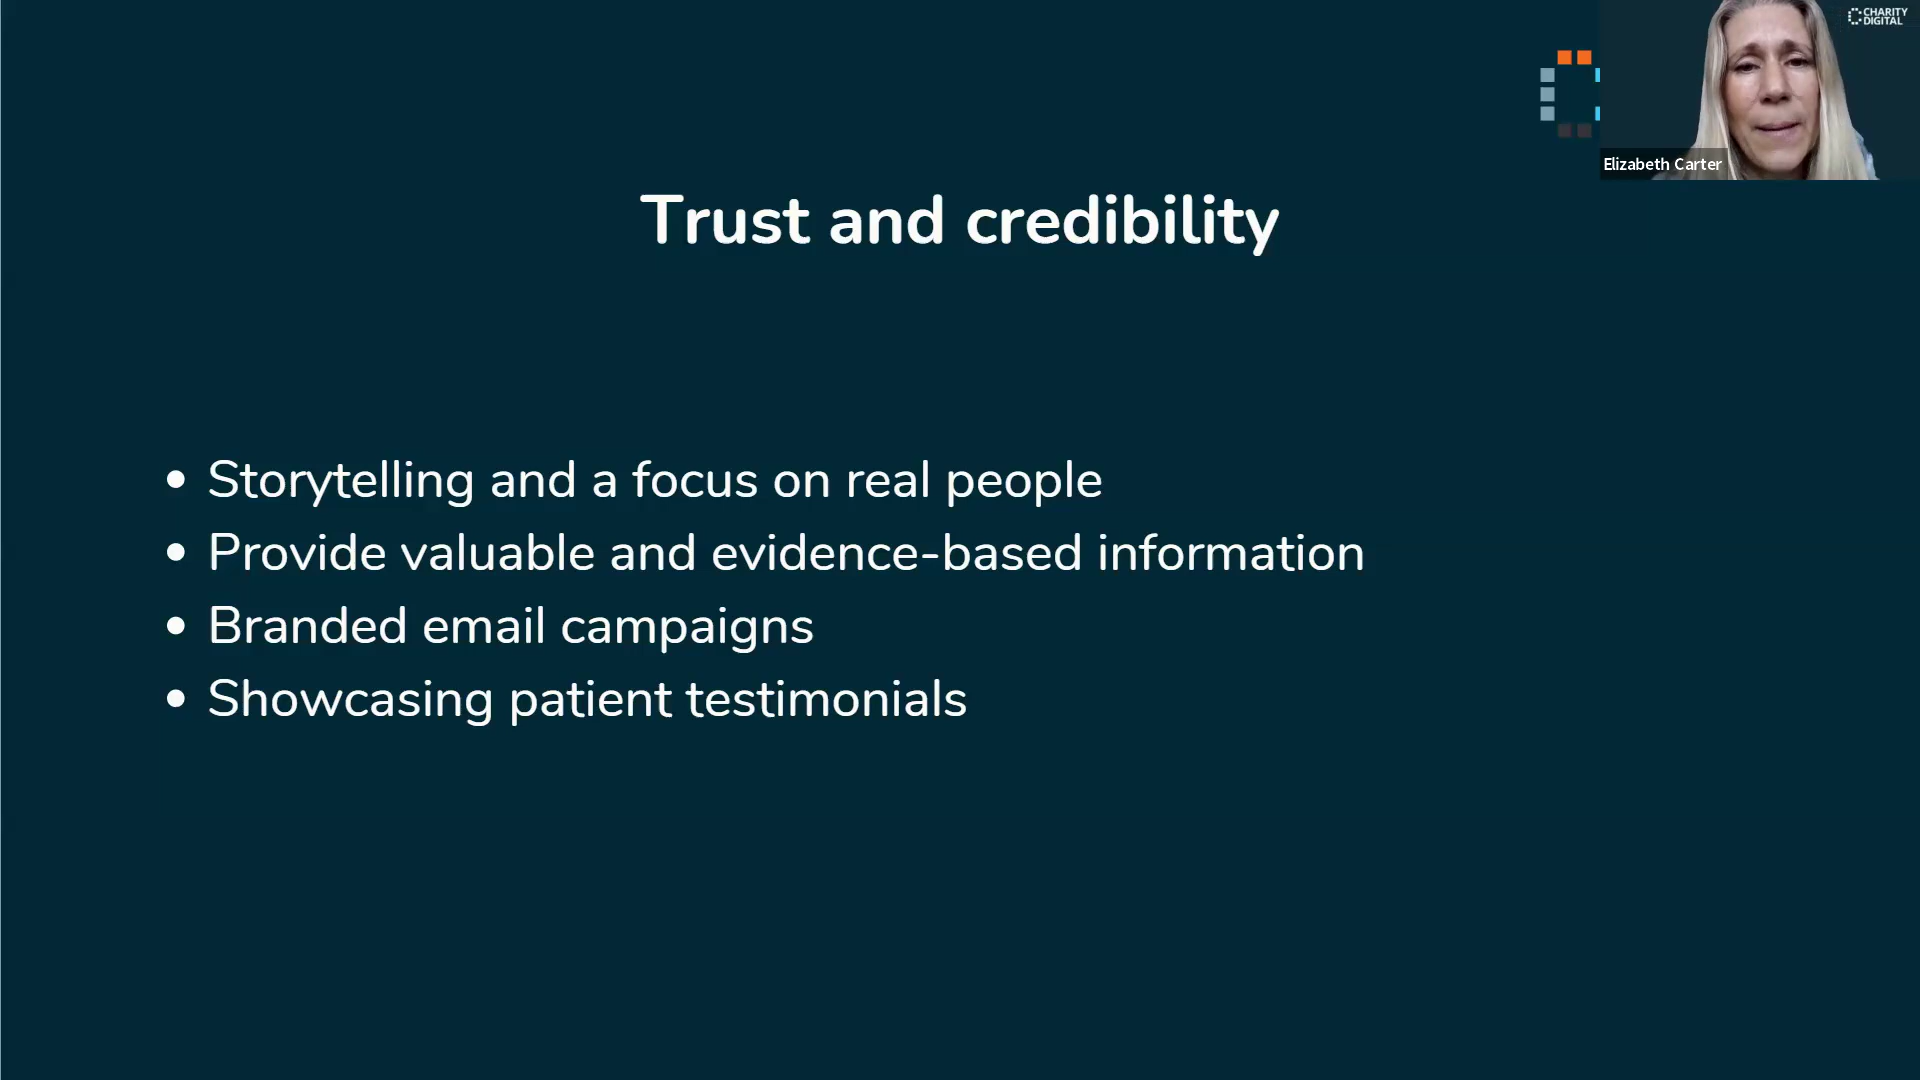 CHARITY
DIGITAL
Elizabeth Carter
Trust and credibility
• Storytelling and a focus on real people
• Provide valuable and evidence-based information
• Branded email campaigns
• Showcasing patient testimonials